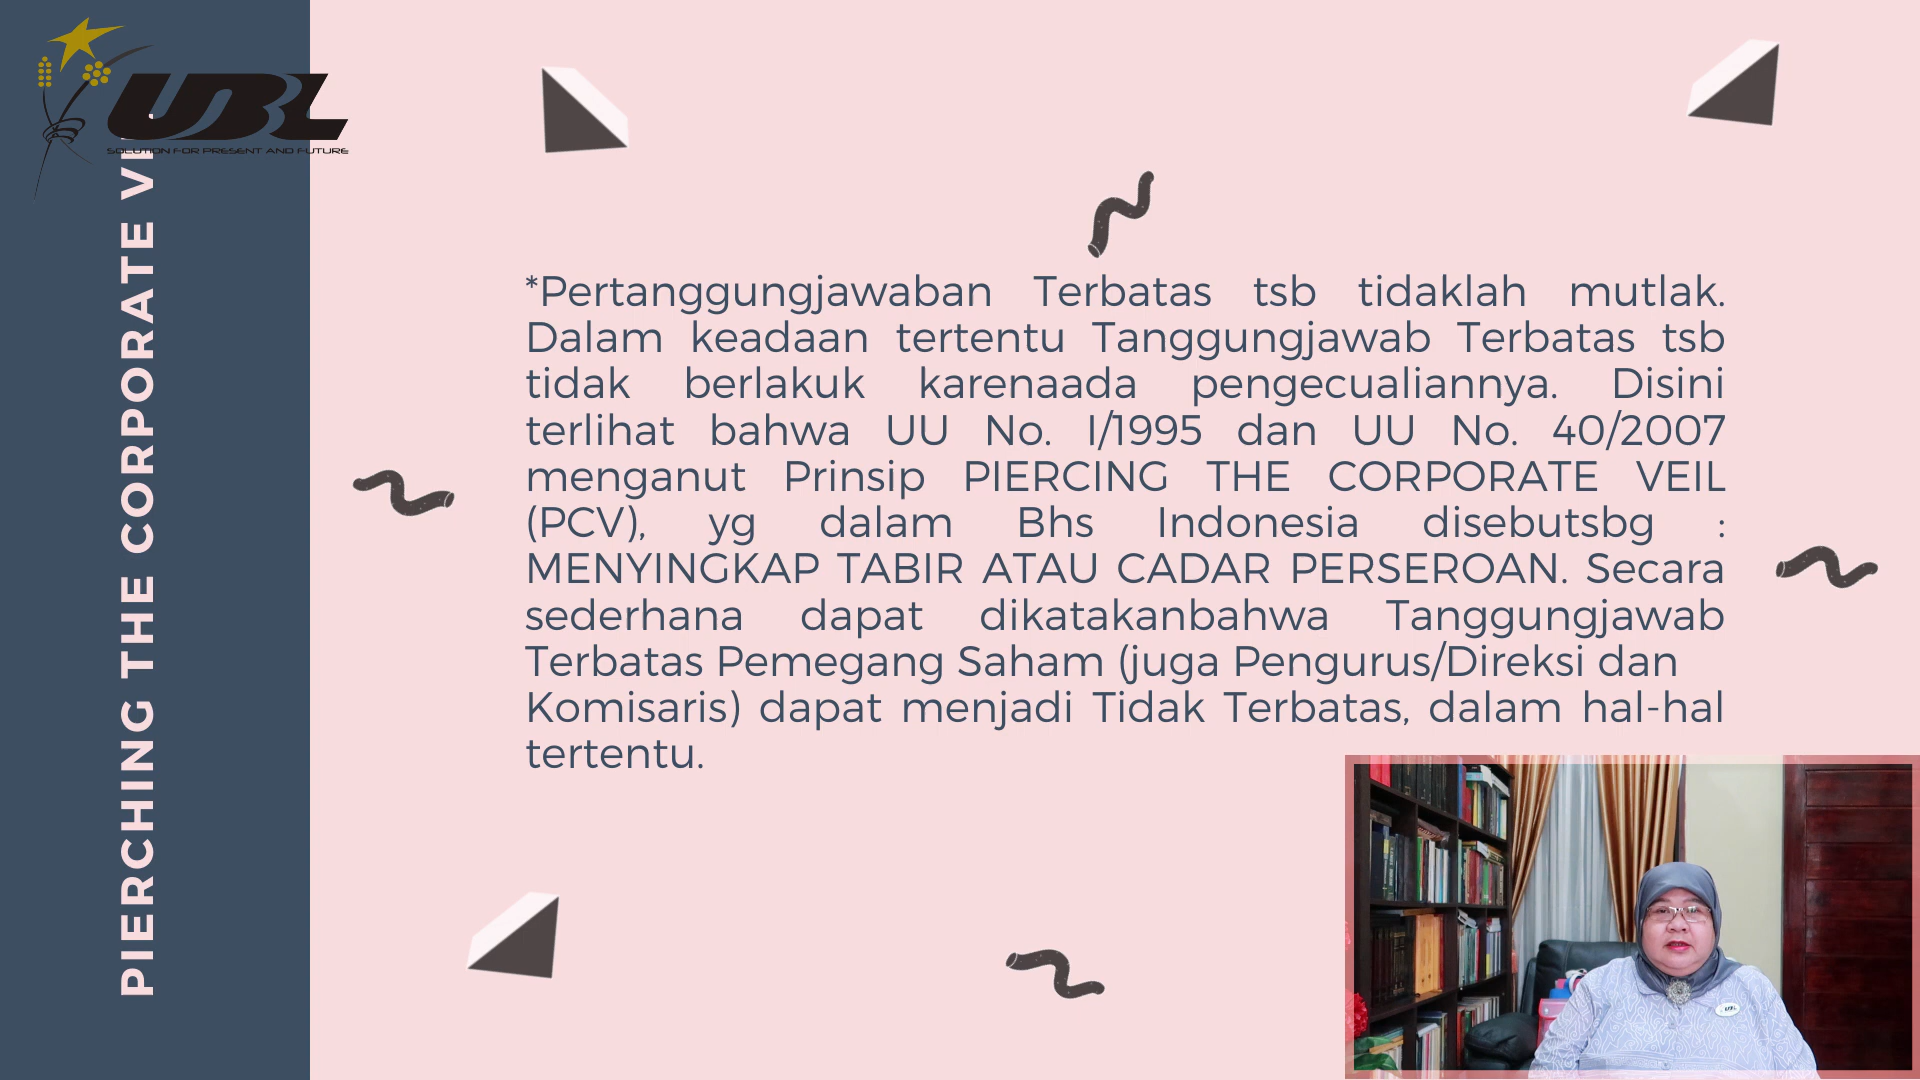 UBL
SOLUTION FOR PRESENT AND FUTURE
PIERCHING THE CORPORATE
*Pertanggungjawaban Terbatas tsb tidaklah mutlak.
Dalam keadaan tertentu Tanggungjawab Terbatas tsb
tidak berlakuk karenaada pengecualiannya. Disini
terlihat bahwa UU No. I/1995 dan UU No. 40/2007
menganut Prinsip PIERCING THE CORPORATE VEIL
(PCV), yg dalam Bhs Indonesia disebutsbg :
MENYINGKAP TABIR ATAU CADAR PERSEROAN. Secara
sederhana dapat dikatakanbahwa Tanggungjawab
Terbatas Pemegang Saham (juga Pengurus/Direksi dan
Komisaris) dapat menjadi Tidak Terbatas, dalam hal-hal
tertentu.